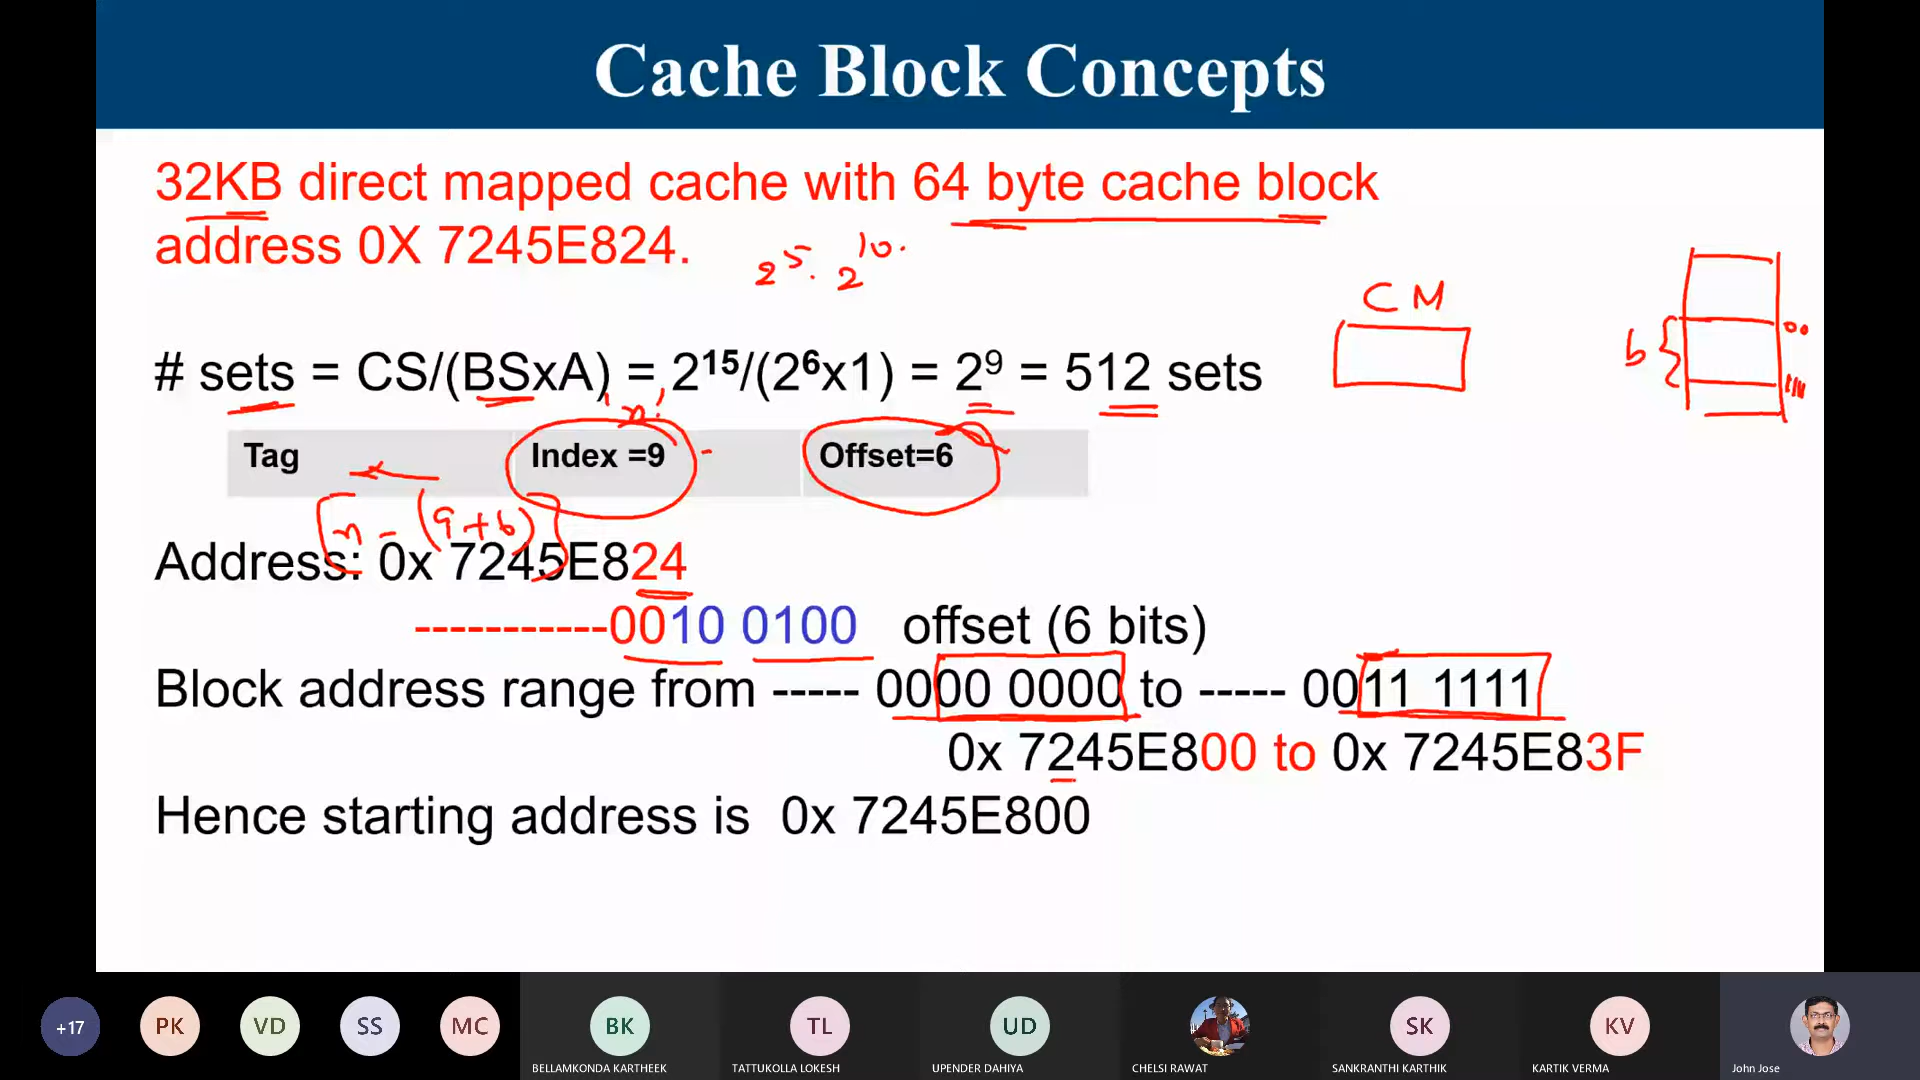 Cache Block Concepts
32KB direct mapped cache with 64 byte cache block
address 0X 7245E824.
2⁵. 2¹⁰.
CM
# sets = CS/(BSxA) = 2¹⁵/(2⁶x1) = 2⁹ = 512 sets
'n'
Tag Index =9 Offset=6
n - (9+6)
Address: 0x 7245E824
-----------0010 0100 offset (6 bits)
Block address range from ----- 0000 0000 to ----- 0011 1111
0x 7245E800 to 0x 7245E83F
Hence starting address is 0x 7245E800
+17 PK VD SS MC BK TL UD SK KV
BELLAMKONDA KARTHEEK TATTUKOLLA LOKESH UPENDER DAHIYA CHELSI RAWAT SANKRANTHI KARTHIK KARTIK VERMA John Jose